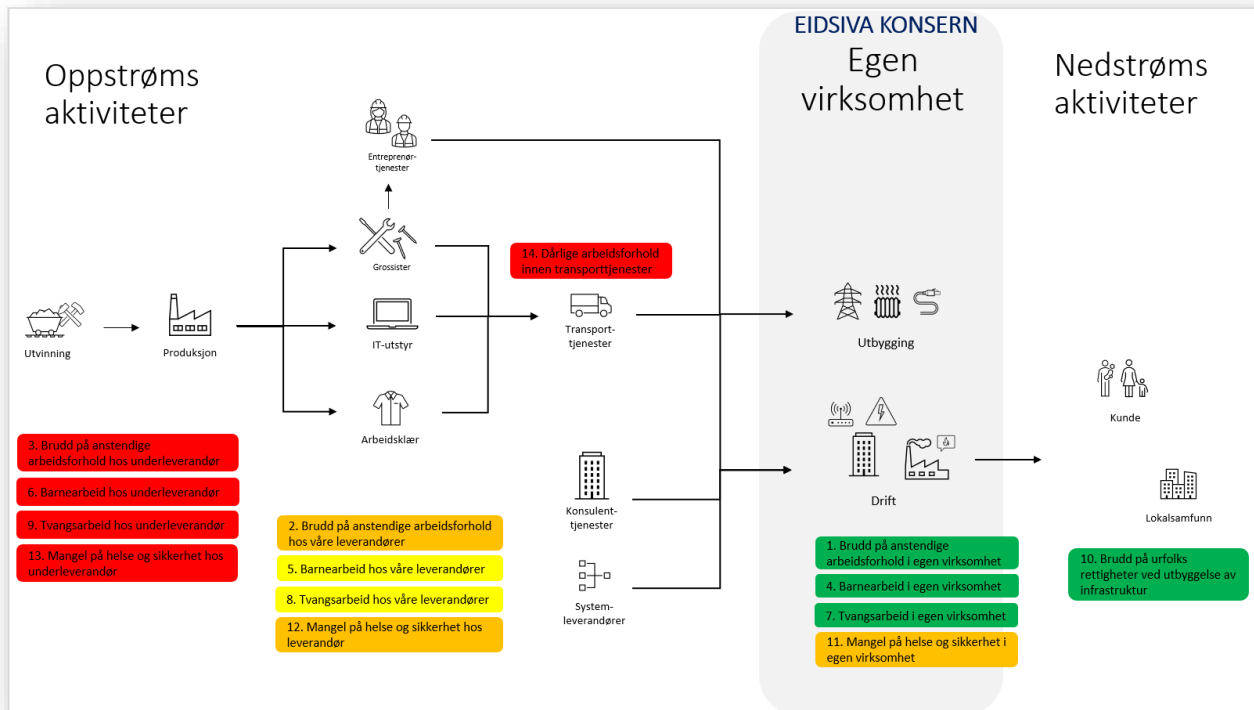 Oppstrøms
aktiviteter
EIDSIVA KONSERN
Egen
virksomhet
Nedstrøms
aktiviteter
Entreprenør-
tjenester
Grossister
14. Dårlige arbeidsforhold
innen transporttjenester
Utvinning
Produksjon
IT-utstyr
Transport-
tjenester
Utbygging
Arbeidsklær
Kunde
3. Brudd på anstendige
arbeidsforhold hos underleverandør
6. Barnearbeid hos underleverandør
9. Tvangsarbeid hos underleverandør
13. Mangel på helse og sikkerhet hos
underleverandør
2. Brudd på anstendige arbeidsforhold
hos våre leverandører
5. Barnearbeid hos våre leverandører
8. Tvangsarbeid hos våre leverandører
12. Mangel på helse og sikkerhet hos
leverandør
Konsulent-
tjenester
System-
leverandører
Drift
1. Brudd på anstendige
arbeidsforhold i egen virksomhet
4. Barnearbeid i egen virksomhet
7. Tvangsarbeid i egen virksomhet
11. Mangel på helse og sikkerhet i
egen virksomhet
Lokalsamfunn
10. Brudd på urfolks
rettigheter ved utbyggelse av
infrastruktur